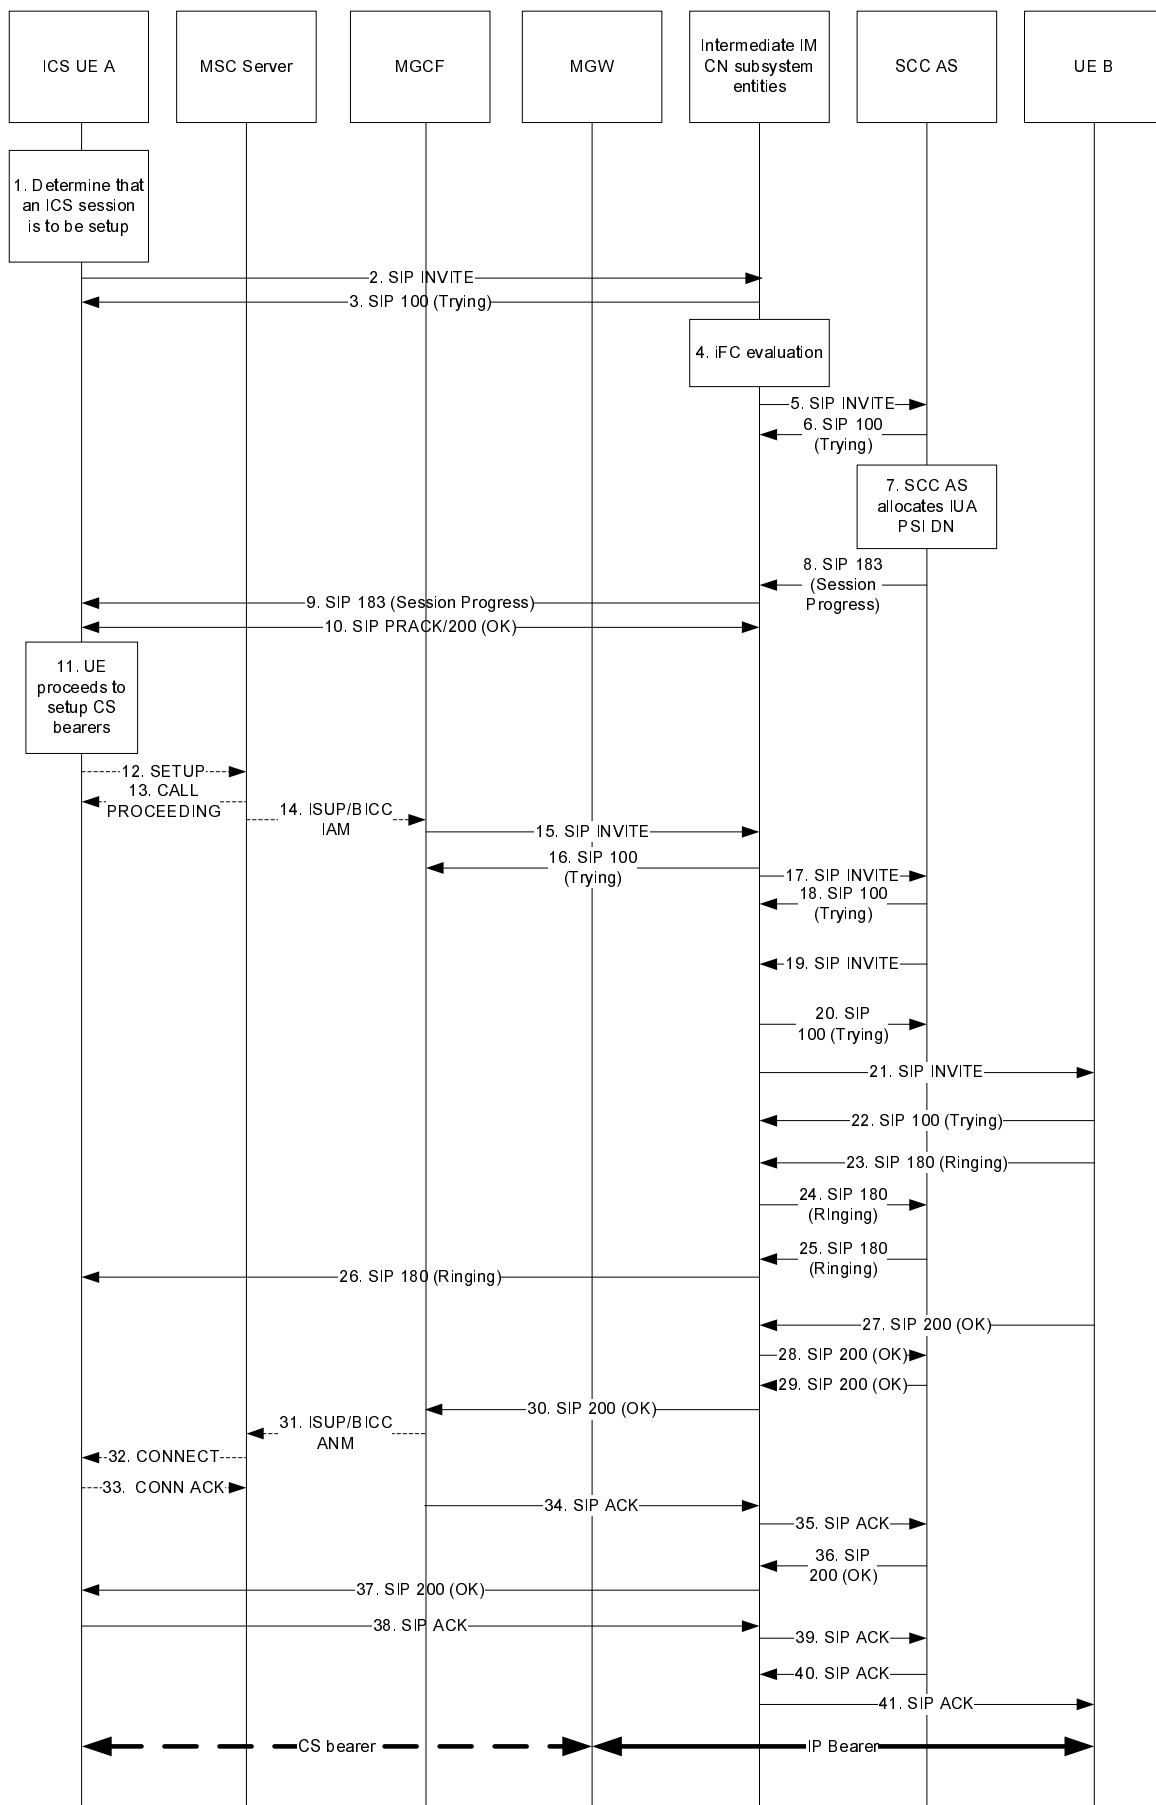 ICS UE A
MSC Server
MGCF
MGW
Intermediate IM
CN subsystem
entities
SCC AS
UE B
1. Determine that
an ICS session
is to be setup
2. SIP INVITE
3. SIP 100 (Trying)
4. iFC evaluation
5. SIP INVITE
6. SIP 100
(Trying)
7. SCC AS
allocates IUA
PSI DN
8. SIP 183
(Session
Progress)
9. SIP 183 (Session Progress)
10. SIP PRACK/200 (OK)
11. UE
proceeds to
setup CS
bearers
12. SETUP
13. CALL
PROCEEDING
14. ISUP/BICC
IAM
15. SIP INVITE
16. SIP 100
(Trying)
17. SIP INVITE
18. SIP 100
(Trying)
19. SIP INVITE
20. SIP
100 (Trying)
21. SIP INVITE
22. SIP 100 (Trying)
23. SIP 180 (Ringing)
24. SIP 180
(RInging)
25. SIP 180
(Ringing)
26. SIP 180 (Ringing)
27. SIP 200 (OK)
28. SIP 200 (OK)
29. SIP 200 (OK)
30. SIP 200 (OK)
31. ISUP/BICC
ANM
32. CONNECT
33. CONN ACK
34. SIP ACK
35. SIP ACK
36. SIP
200 (OK)
37. SIP 200 (OK)
38. SIP ACK
39. SIP ACK
40. SIP ACK
41. SIP ACK
CS bearer
IP Bearer